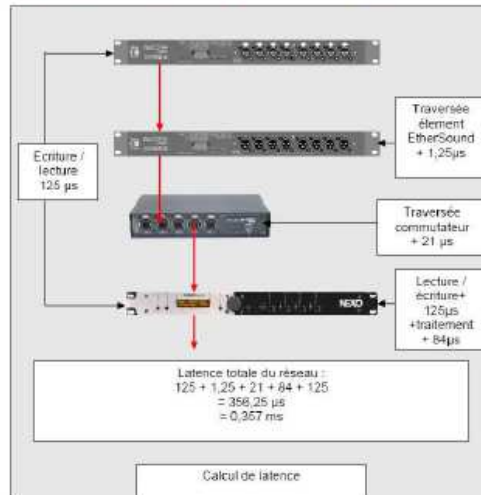 Traversée
élément
EtherSound
+ 1,25µs
Ecriture /
lecture
125 µs
Traversée
commutateur
+ 21 µs
Lecture /
écriture+
125µs
+traitement
+ 84µs
NEXO
Latence totale du réseau :
125 + 1,25 + 21 + 84 + 125
= 356,25 µs
= 0,357 ms
Calcul de latence